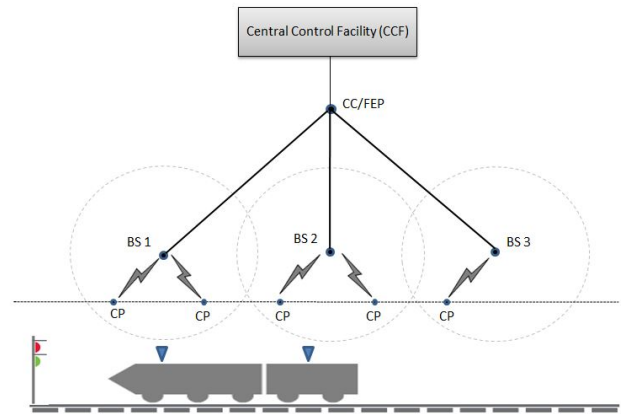 Central Control Facility (CCF)
CC/FEP
BS 1
BS 2
BS 3
CP
CP
CP
CP
CP